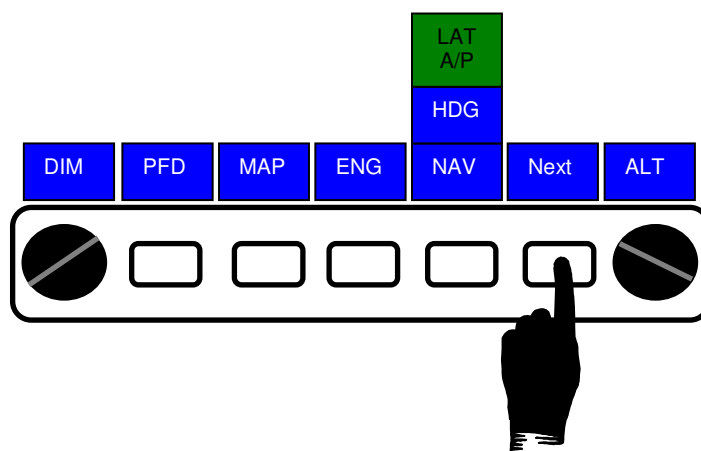 LAT
A/P
HDG
DIM PFD MAP ENG NAV Next ALT